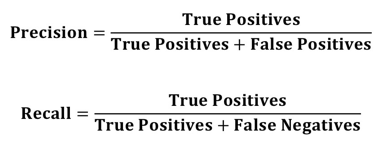 Precision = True Positives / True Positives + False Positives
Recall = True Positives / True Positives + False Negatives